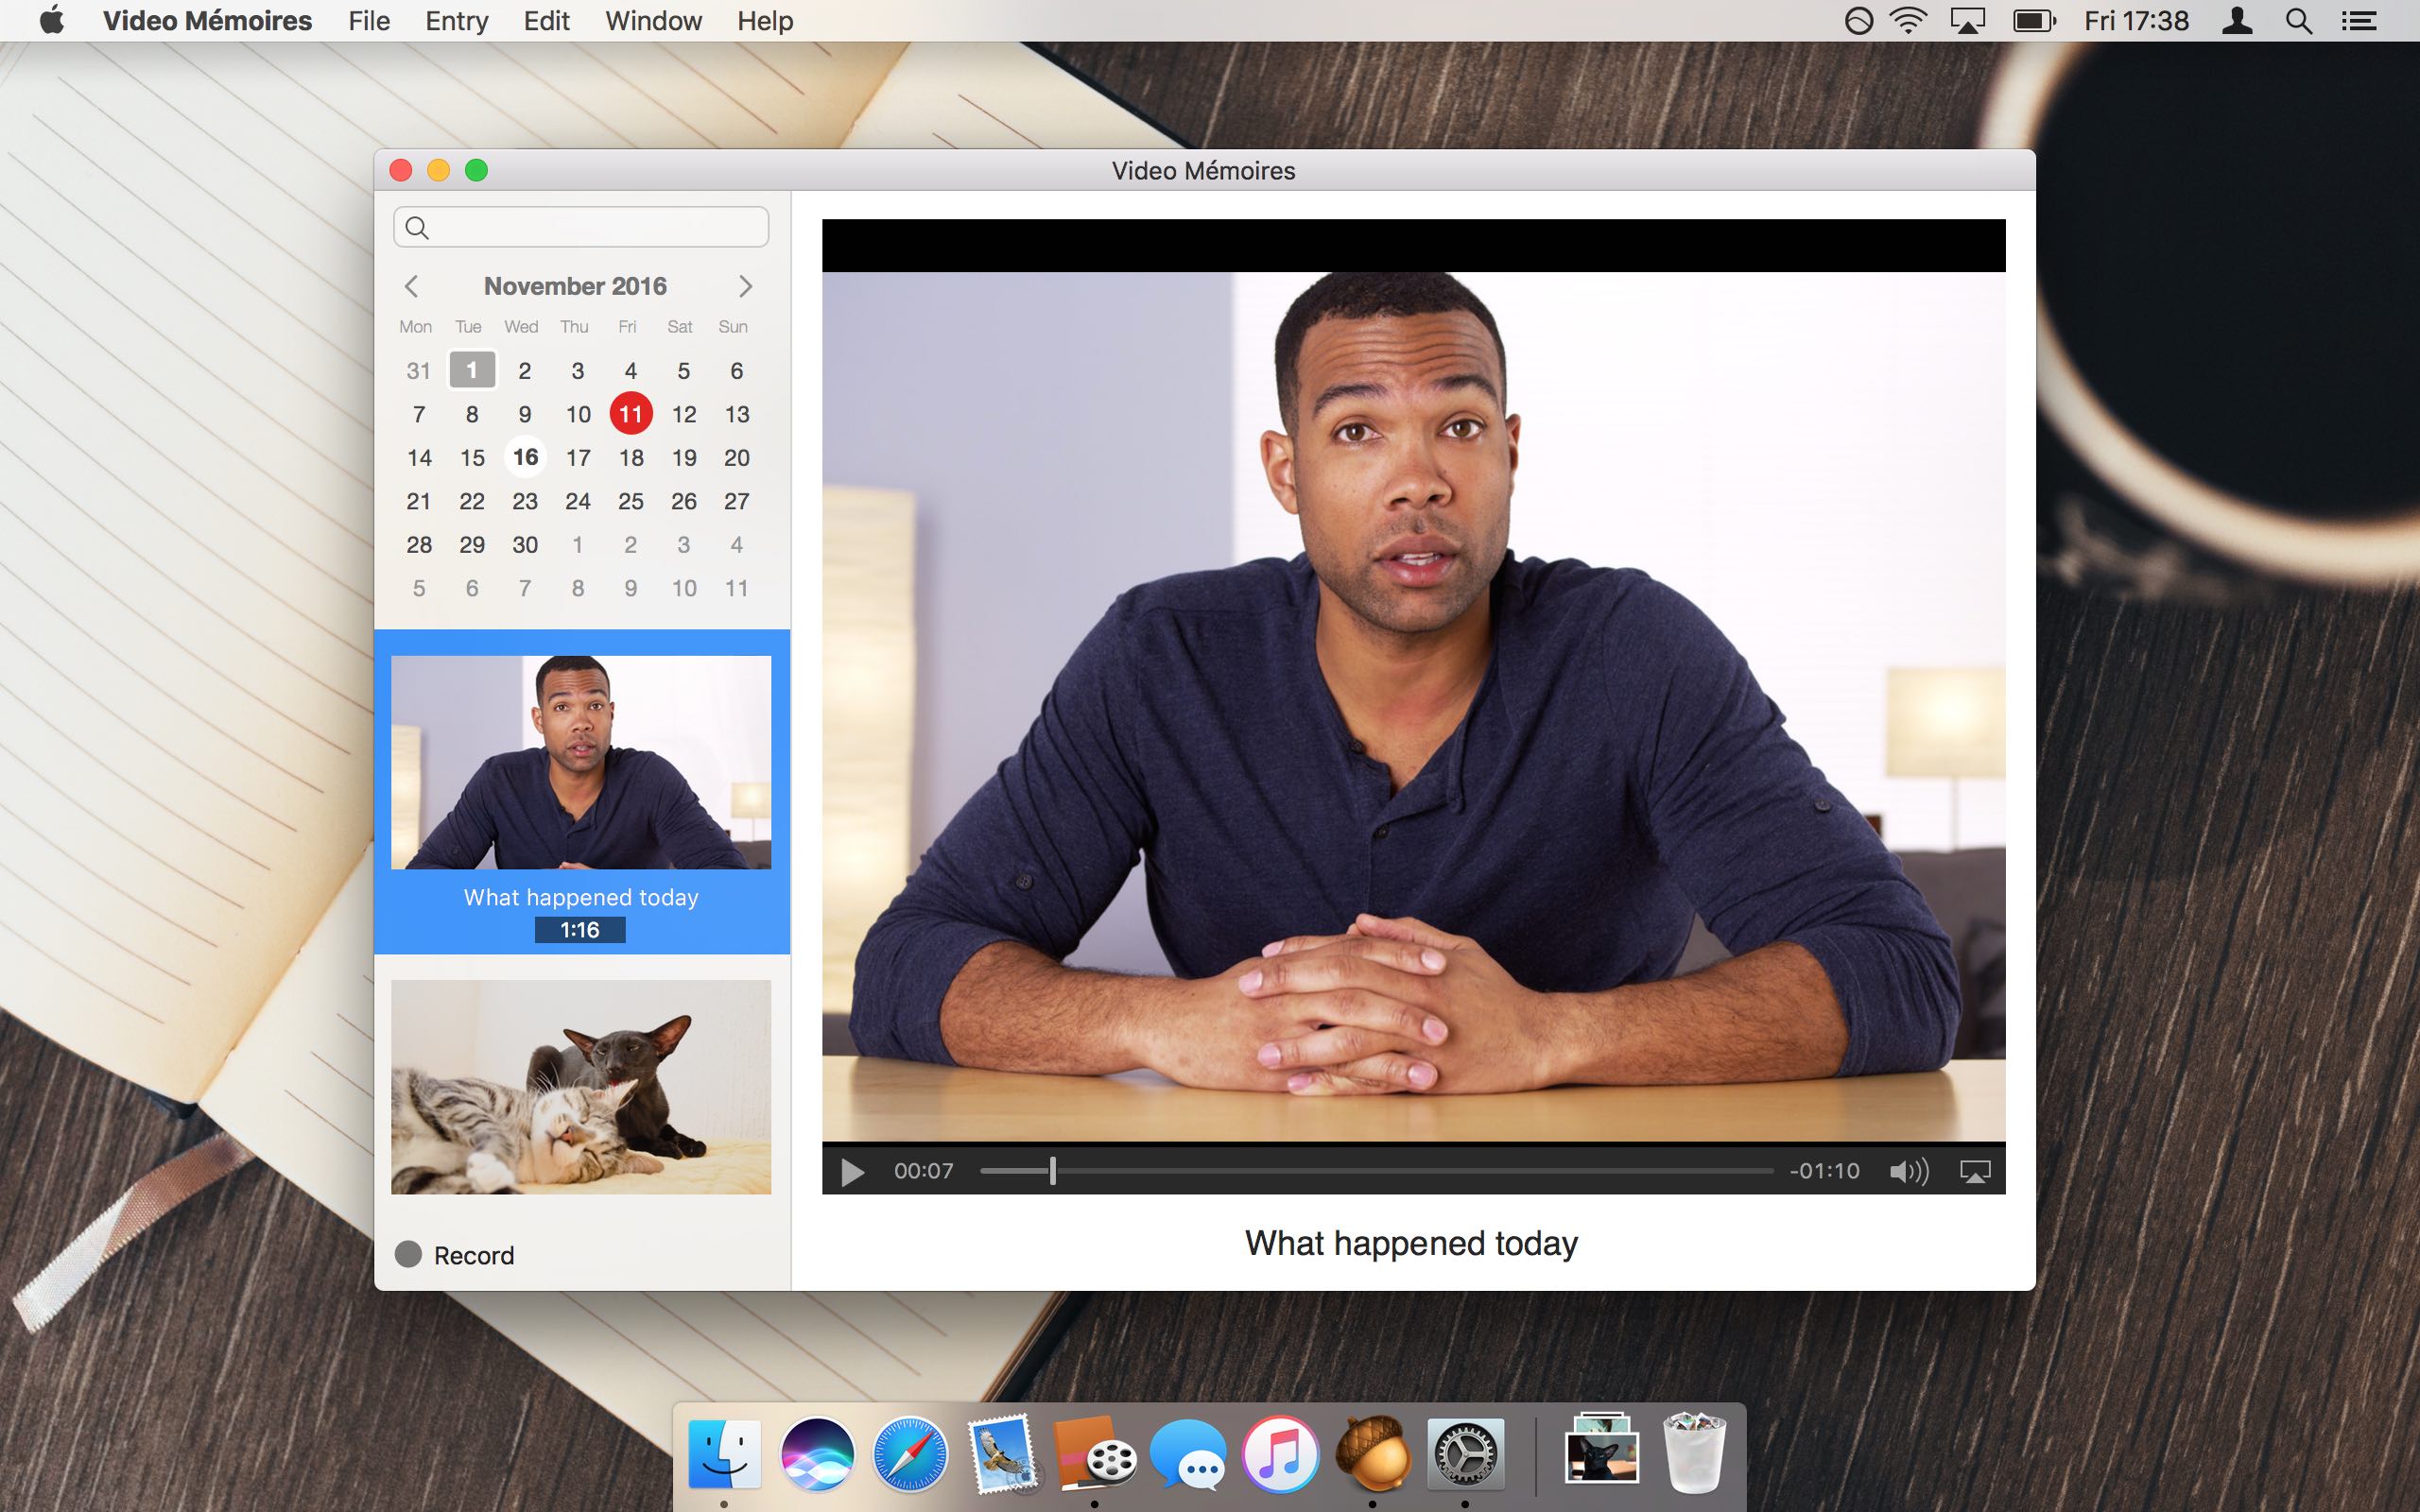 Video Mémoires File Entry Edit Window Help Fri 17:38
Video Mémoires
November 2016
Mon Tue Wed Thu Fri Sat Sun
31 1 2 3 4 5 6
7 8 9 10 11 12 13
14 15 16 17 18 19 20
21 22 23 24 25 26 27
28 29 30 1 2 3 4
5 6 7 8 9 10 11
What happened today
1:16
Record
00:07 -01:10
What happened today